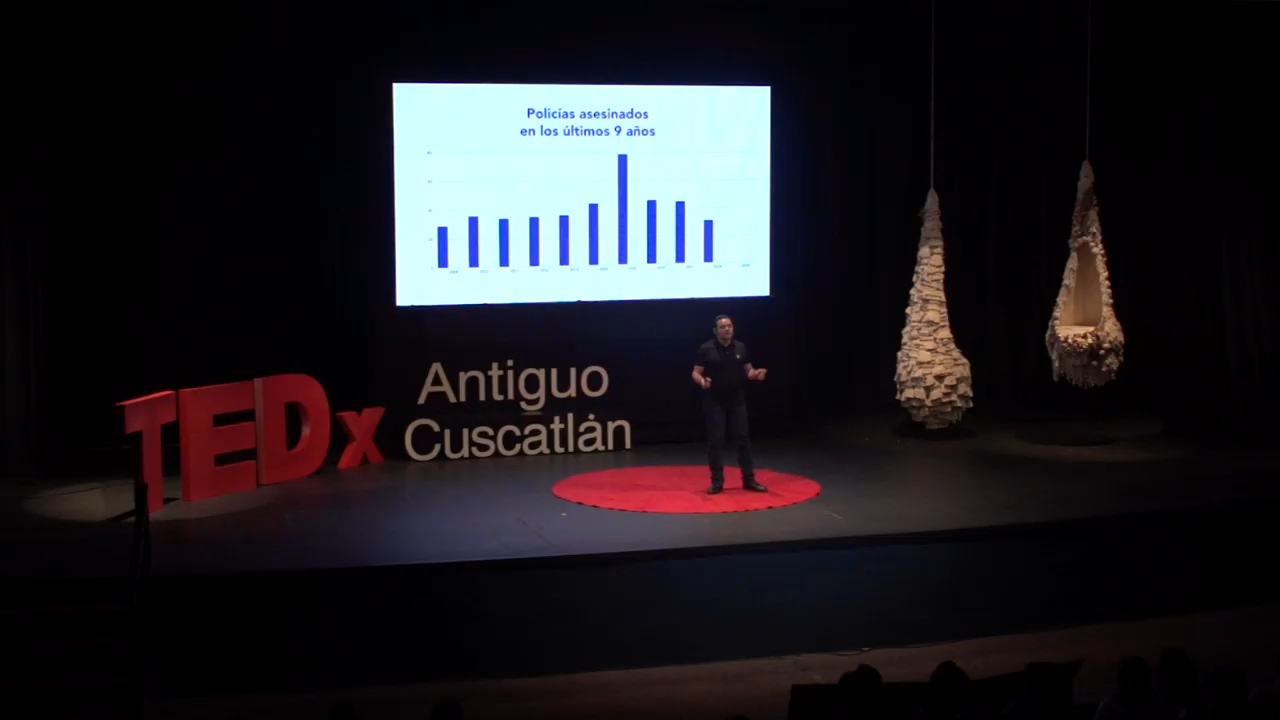 Policías asesinados
en los últimos 9 años
TEDx
Antiguo
Cuscatlán